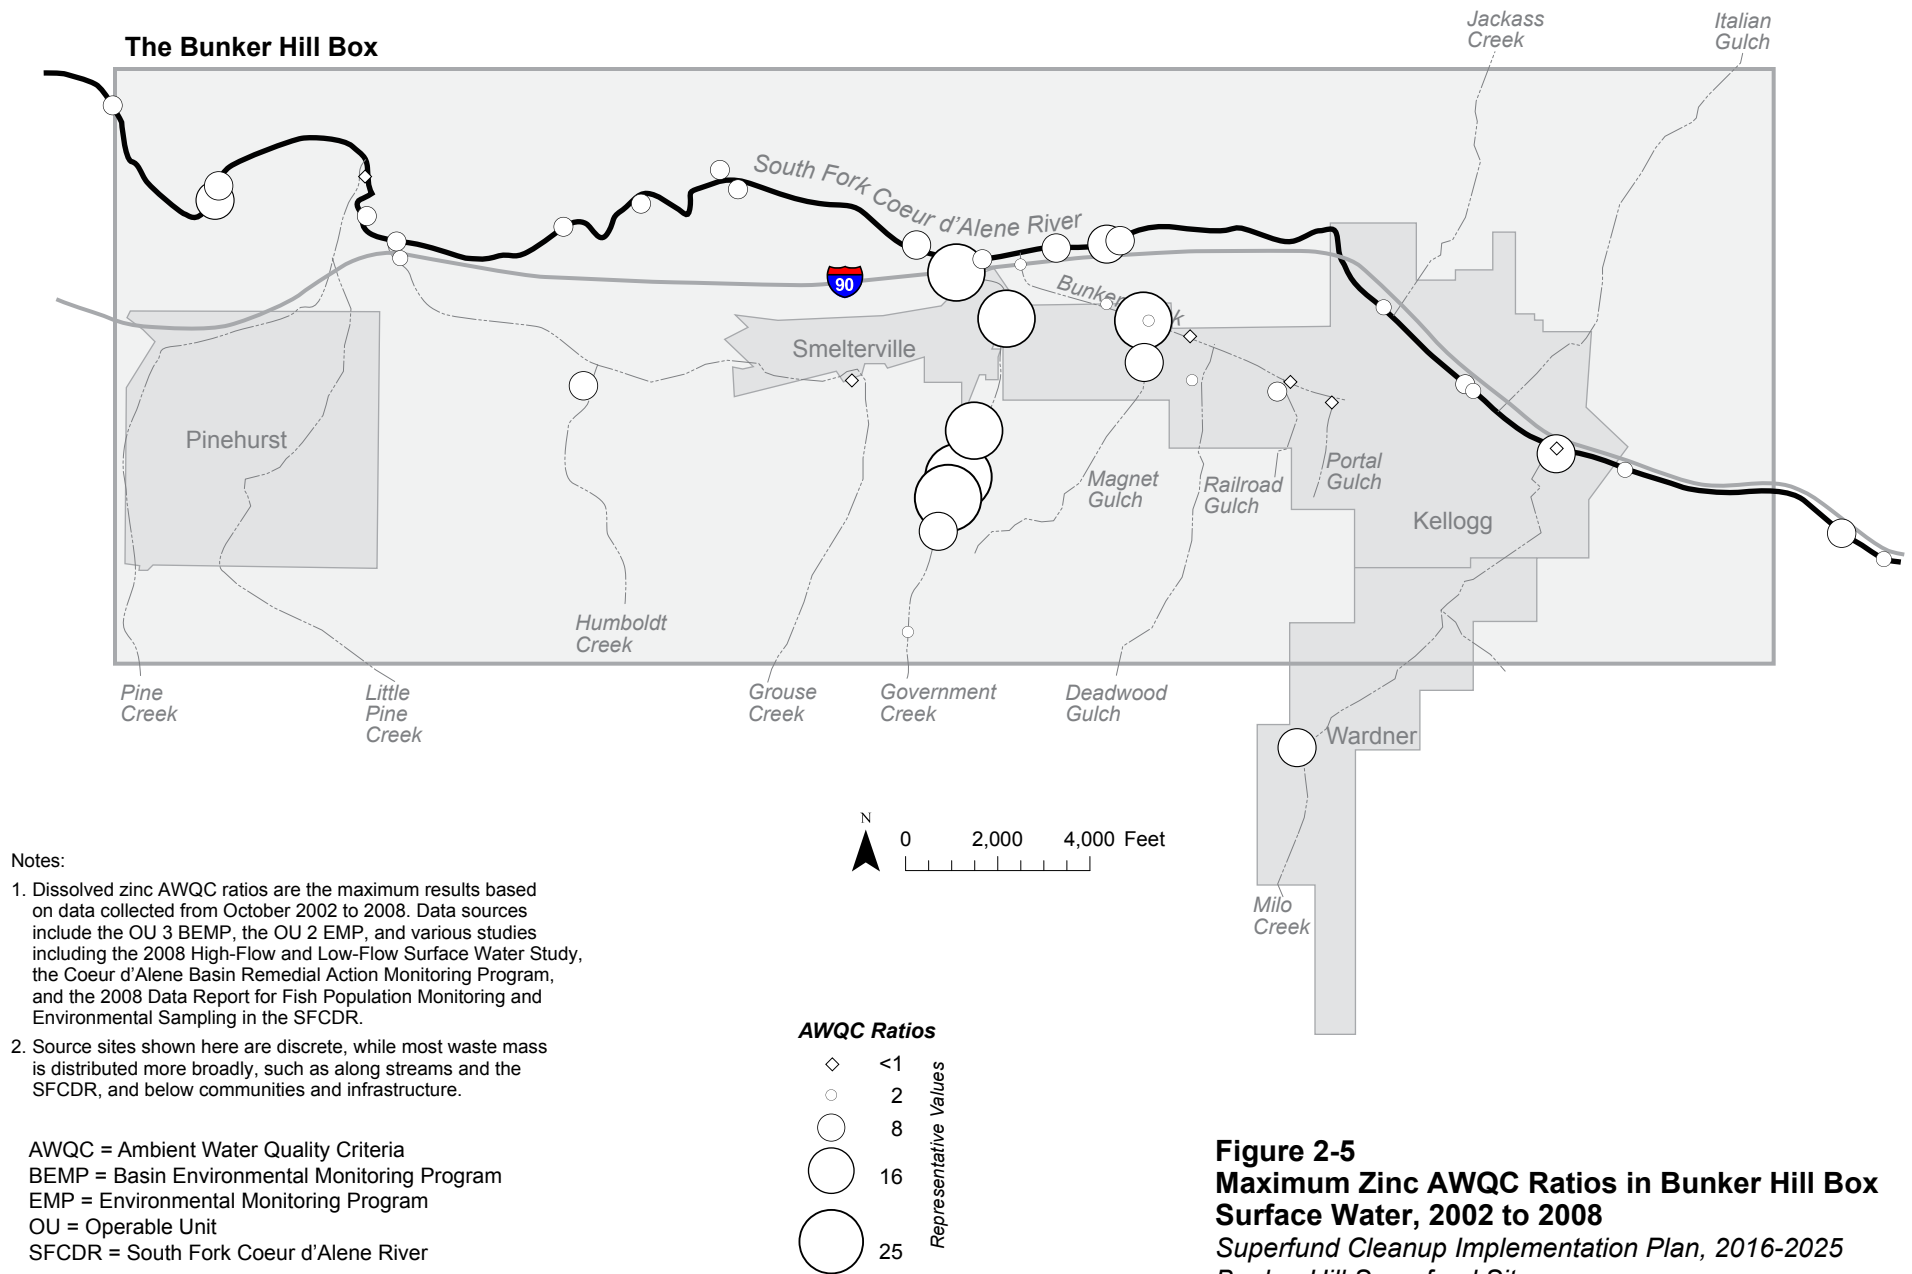 The Bunker Hill Box
Jackass
Creek
Italian
Gulch
South Fork Coeur d'Alene River
90
Bunker
k
Smelterville
Pinehurst
Magnet
Gulch
Railroad
Gulch
Portal
Gulch
Kellogg
Humboldt
Creek
Pine
Creek
Little
Pine
Creek
Grouse
Creek
Government
Creek
Deadwood
Gulch
Wardner
Milo
Creek
N
0 2,000 4,000 Feet
Notes:
1. Dissolved zinc AWQC ratios are the maximum results based
on data collected from October 2002 to 2008. Data sources
include the OU 3 BEMP, the OU 2 EMP, and various studies
including the 2008 High-Flow and Low-Flow Surface Water Study,
the Coeur d'Alene Basin Remedial Action Monitoring Program,
and the 2008 Data Report for Fish Population Monitoring and
Environmental Sampling in the SFCDR.
2. Source sites shown here are discrete, while most waste mass
is distributed more broadly, such as along streams and the
SFCDR, and below communities and infrastructure.
AWQC = Ambient Water Quality Criteria
BEMP = Basin Environmental Monitoring Program
EMP = Environmental Monitoring Program
OU = Operable Unit
SFCDR = South Fork Coeur d'Alene River
AWQC Ratios
<1
2
8
16
25
Representative Values
Figure 2-5
Maximum Zinc AWQC Ratios in Bunker Hill Box
Surface Water, 2002 to 2008
Superfund Cleanup Implementation Plan, 2016-2025